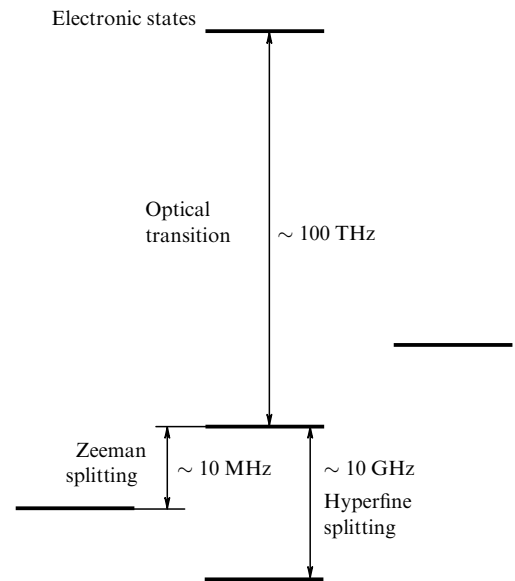 Electronic states
Optical
transition
∼ 100 THz
Zeeman
splitting
∼ 10 MHz
∼ 10 GHz
Hyperfine
splitting